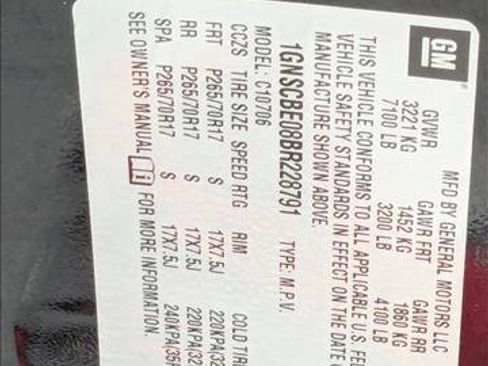 GM
MFD BY GENERAL MOTORS LLC
GVWR GAWR FRT GAWR RR
3221 KG 1452 KG 1860 KG
7100 LB 3200 LB 4100 LB
THIS VEHICLE CONFORMS TO ALL APPLICABLE U.S. FE
VEHICLE SAFETY STANDARDS IN EFFECT ON THE DATE
MANUFACTURE SHOWN ABOVE.
1GNSCBE08BR228791 TYPE: M.P.V.
MODEL: C10706
CCZS TIRE SIZE SPEED RTG RIM COLD TIR
FRT P265/70R17 S 17X7.5J 220KPA(32
RR P265/70R17 S 17X7.5J 220KPA(32
SPA P265/70R17 S 17X7.5J 240KPA(35
SEE OWNER'S MANUAL FOR MORE INFORMATION.